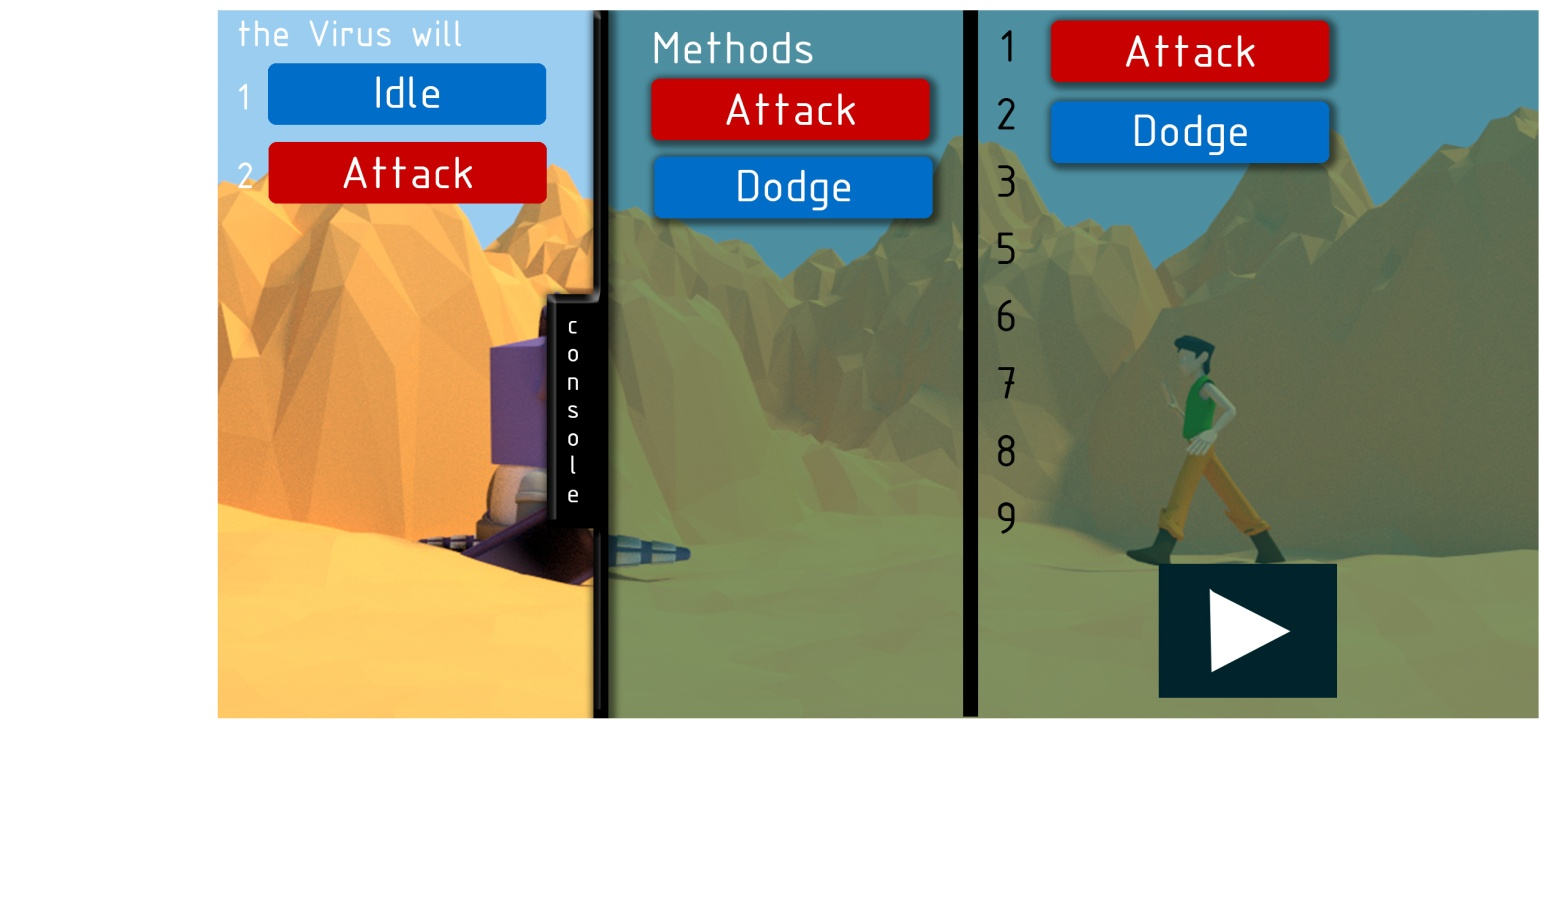 the Virus will
1 Idle
2 Attack
console
Methods
Attack
Dodge
1 Attack
2 Dodge
3
5
6
7
8
9